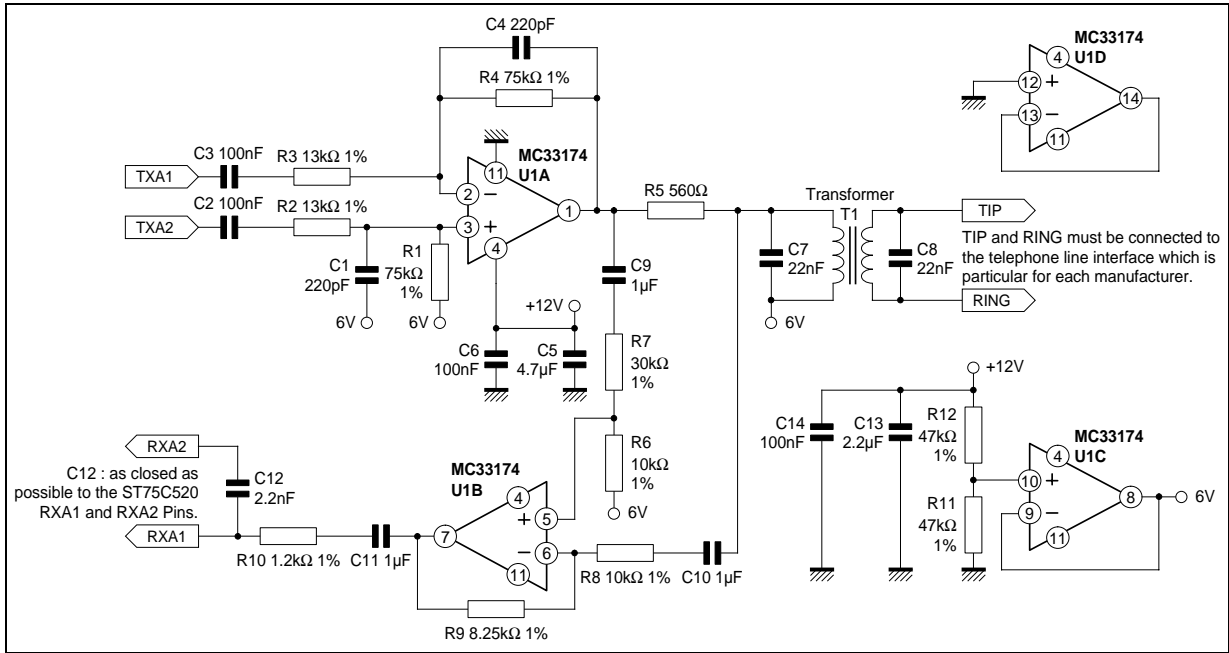 C4 220pF
R4 75kΩ 1%
C3 100nF
R3 13kΩ 1%
TXA1
C2 100nF
R2 13kΩ 1%
TXA2
MC33174
U1A
11
2
−
3
+
4
1
C1
220pF
R1
75kΩ
1%
6V
6V
+12V
C6
100nF
C5
4.7µF
R5 560Ω
C9
1µF
R7
30kΩ
1%
R6
10kΩ
1%
6V
Transformer
T1
C7
22nF
6V
C8
22nF
TIP
TIP and RING must be connected to
the telephone line interface which is
particular for each manufacturer.
RING
MC33174
U1D
4
12
+
13
−
11
14
RXA2
C12 : as closed as
possible to the ST75C520
RXA1 and RXA2 Pins.
C12
2.2nF
RXA1
R10 1.2kΩ 1%
C11 1µF
MC33174
U1B
4
7
+
5
−
6
11
R8 10kΩ 1%
C10 1µF
R9 8.25kΩ 1%
+12V
C14
100nF
C13
2.2µF
R12
47kΩ
1%
R11
47kΩ
1%
MC33174
U1C
4
10
+
9
−
11
8
6V